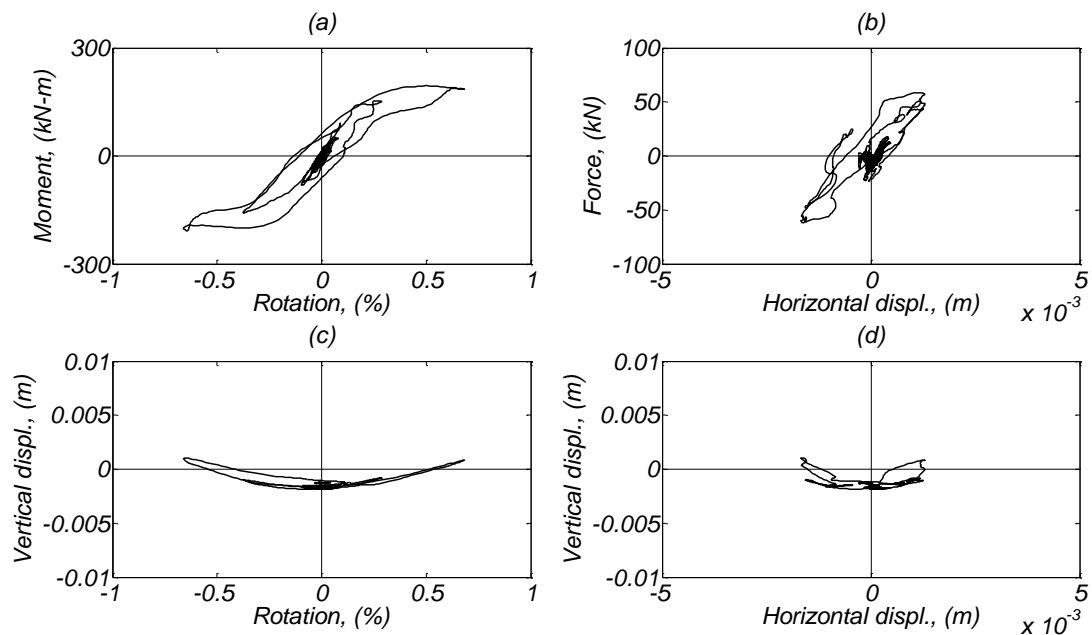 (a)
300
0
-300
Moment, (kN-m)
-1 -0.5 0 0.5 1
Rotation, (%)
(b)
100
50
0
-50
-100
Force, (kN)
-5 0 5
Horizontal displ., (m)
x 10-3
(c)
0.01
0.005
0
-0.005
-0.01
Vertical displ., (m)
-1 -0.5 0 0.5 1
Rotation, (%)
(d)
0.01
0.005
0
-0.005
-0.01
Vertical displ., (m)
-5 0 5
Horizontal displ., (m)
x 10-3